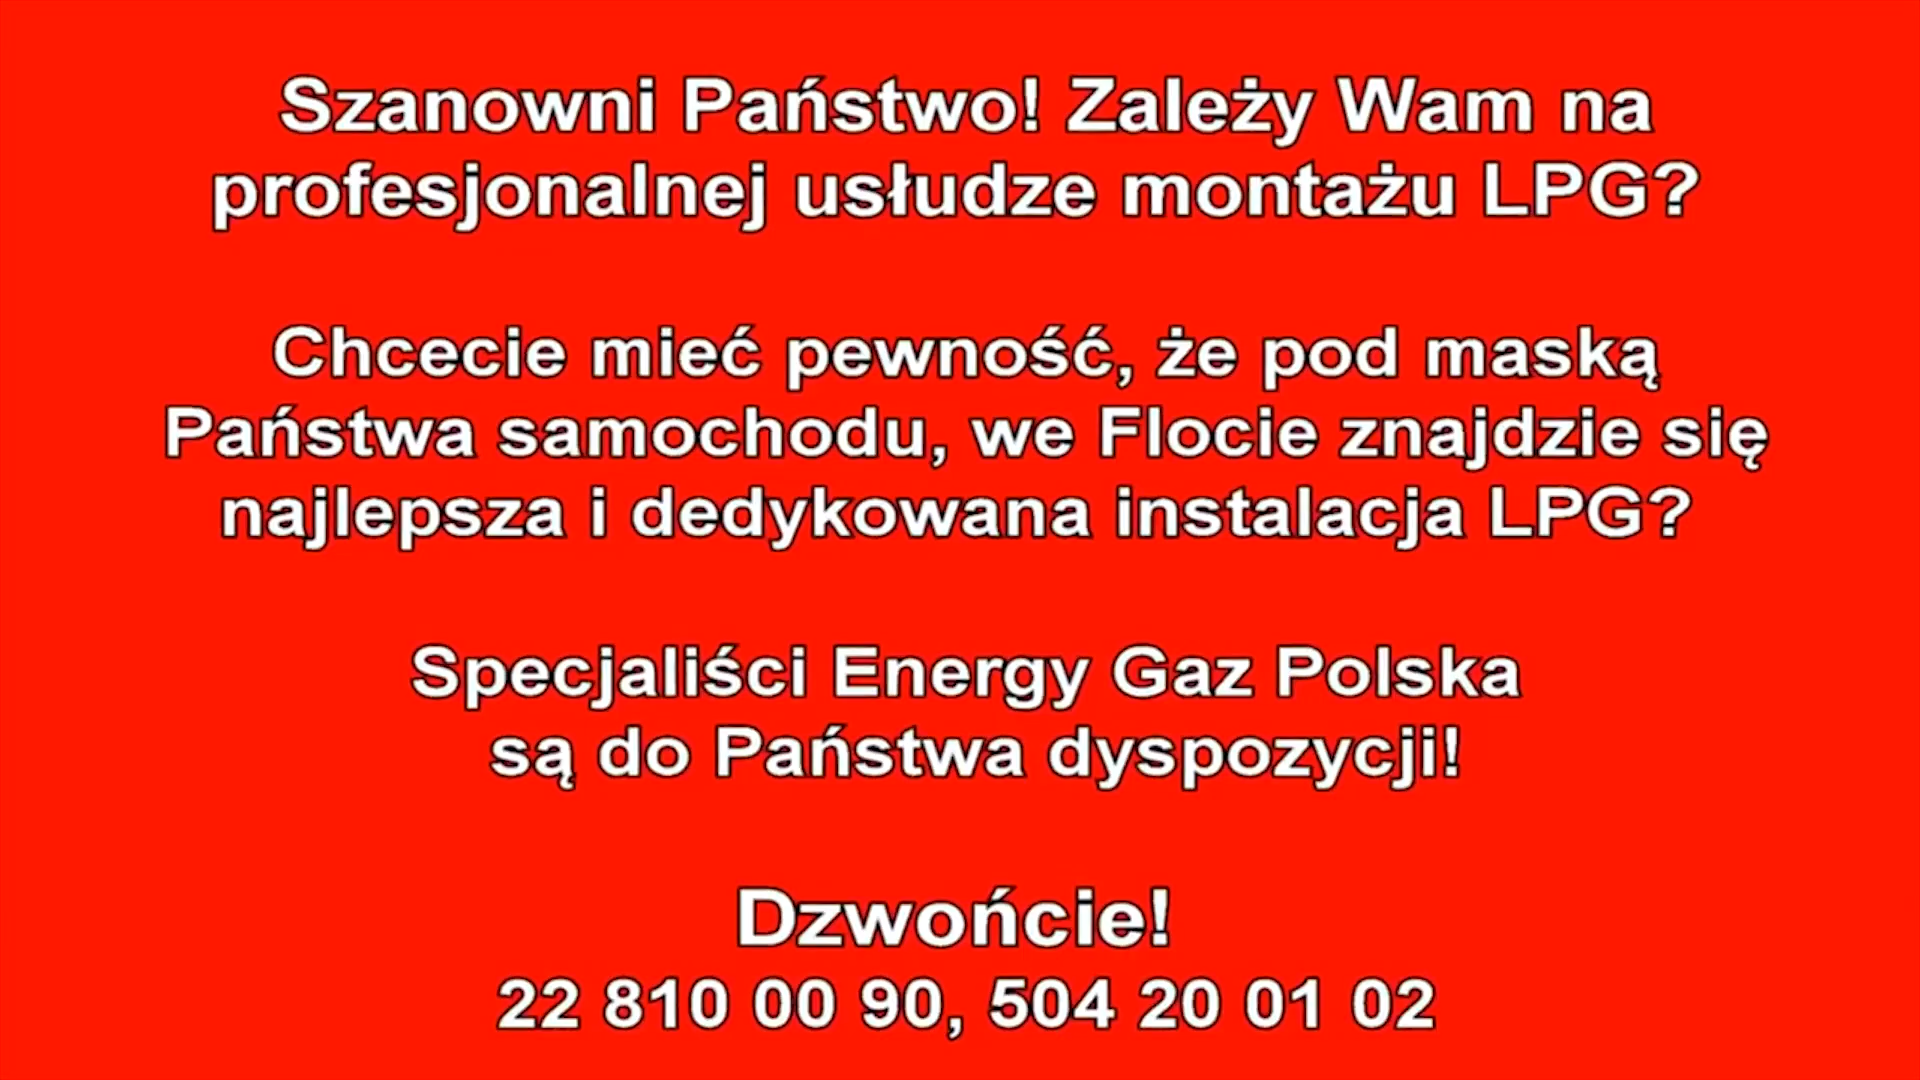 Szanowni Państwo! Zależy Wam na
profesjonalnej usłudze montażu LPG?
Chcecie mieć pewność, że pod maską
Państwa samochodu, we Flocie znajdzie się
najlepsza i dedykowana instalacja LPG?
Specjaliści Energy Gaz Polska
są do Państwa dyspozycji!
Dzwońcie!
22 810 00 90, 504 20 01 02